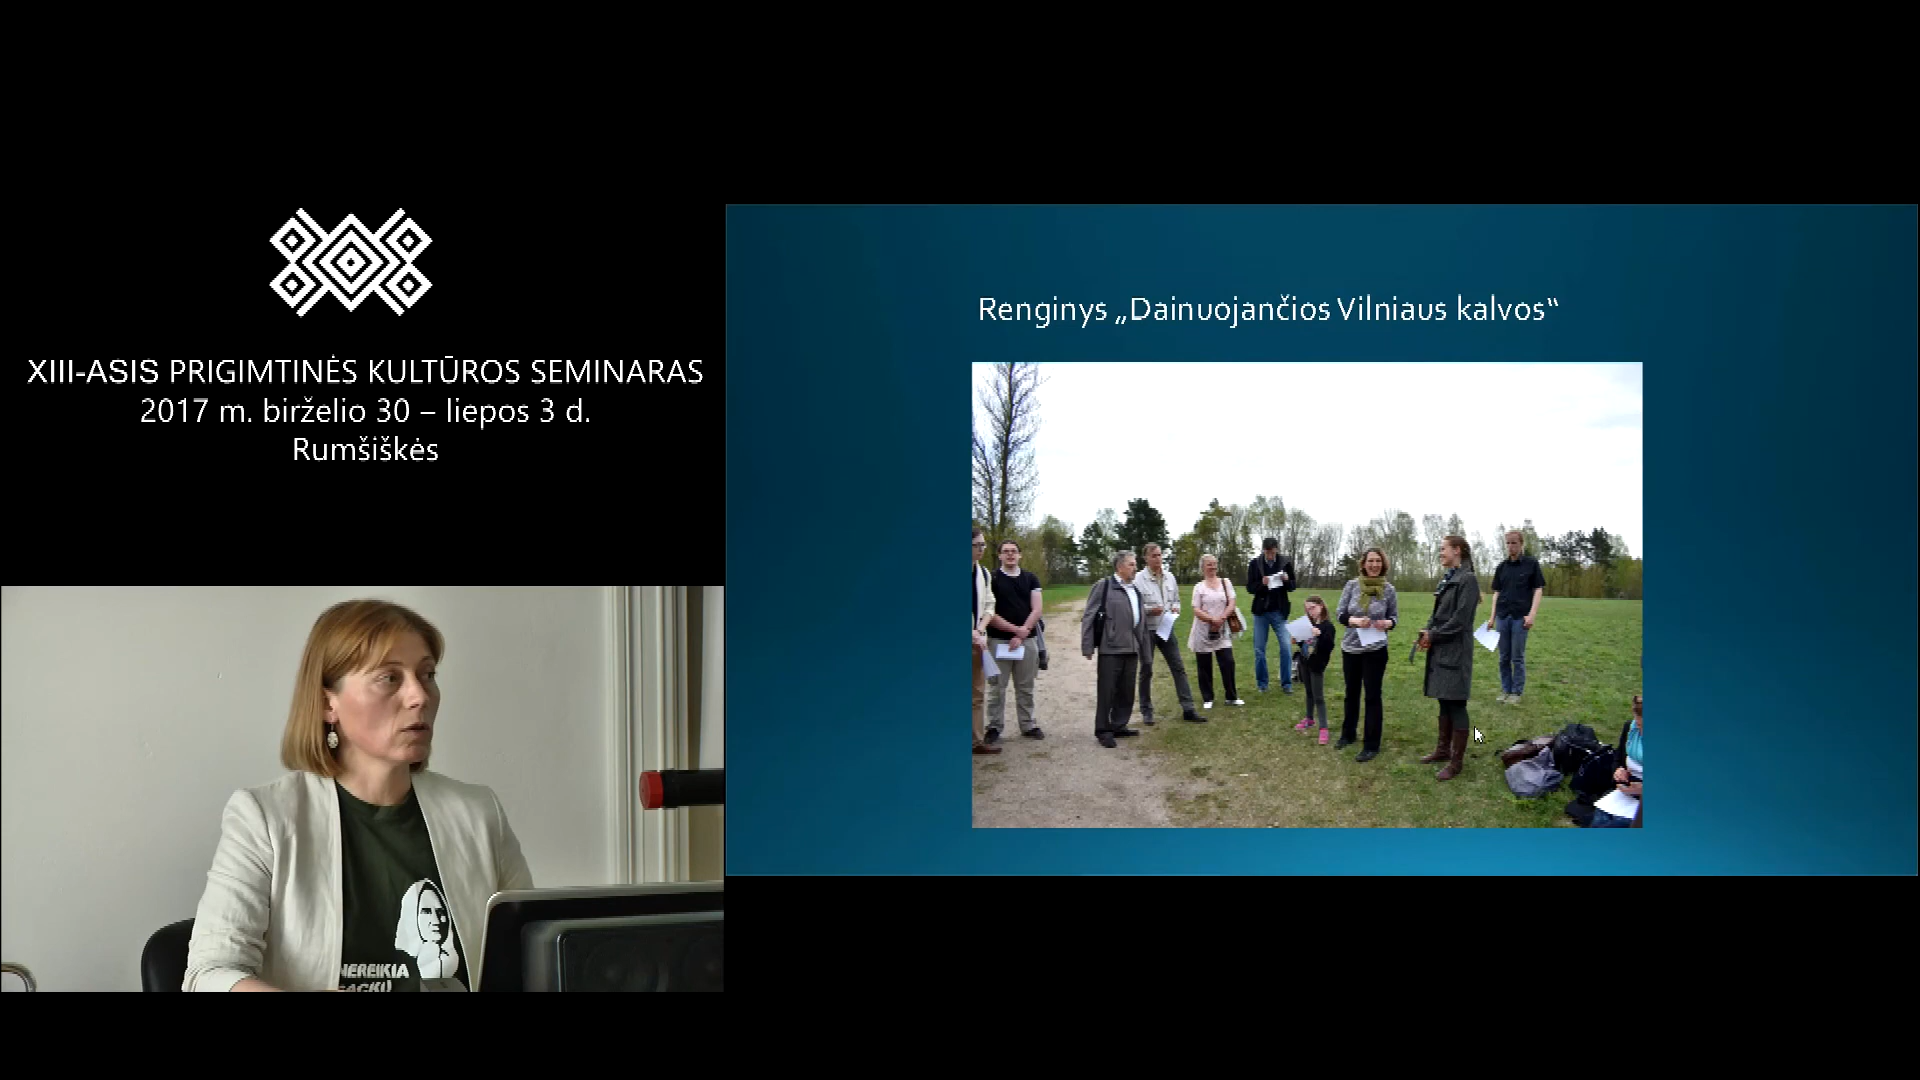 XIII-ASIS PRIGIMTINĖS KULTŪROS SEMINARAS
2017 m. birželio 30 – liepos 3 d.
Rumšiškės
Renginys „Dainuojančios Vilniaus kalvos“
NEREIKIA